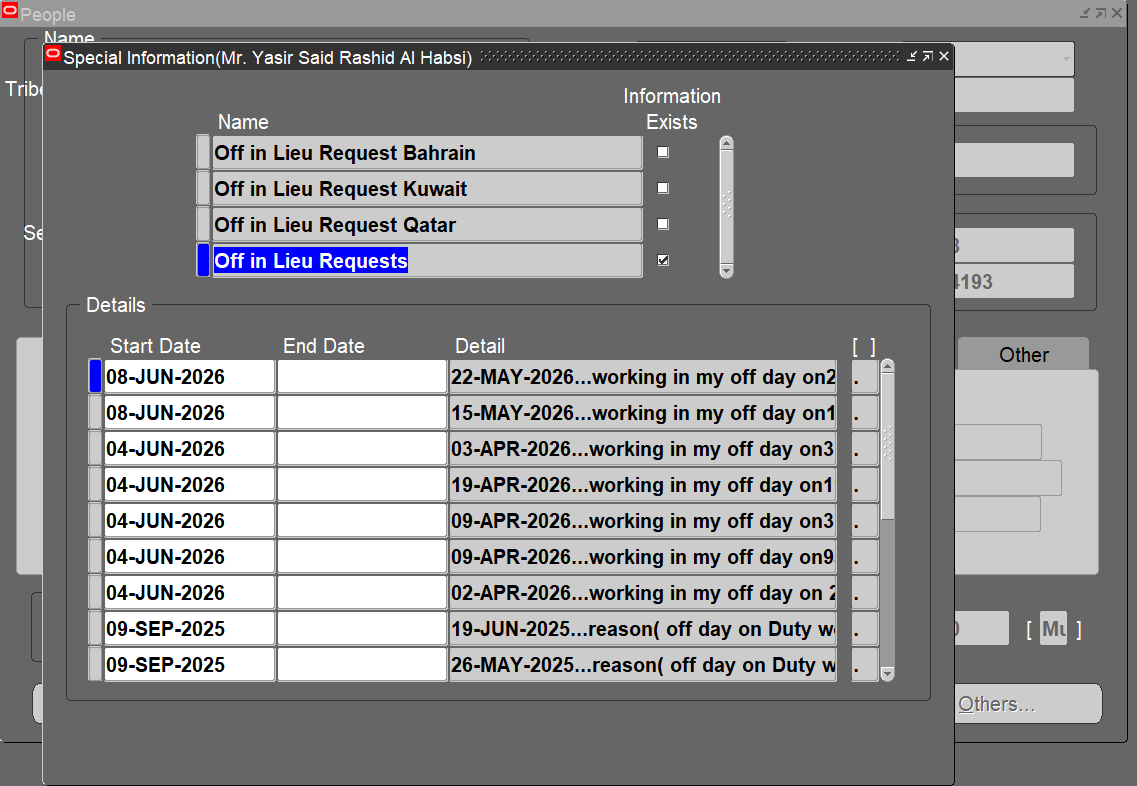 People
Name
Special Information(Mr. Yasir Said Rashid Al Habsi)
Tribe
Information
Name Exists
Off in Lieu Request Bahrain
Off in Lieu Request Kuwait
Off in Lieu Request Qatar
Off in Lieu Requests
Se
3
4193
Details
Start Date End Date Detail [ ]
08-JUN-2026 22-MAY-2026...working in my off day on2 .
08-JUN-2026 15-MAY-2026...working in my off day on1 .
04-JUN-2026 03-APR-2026...working in my off day on3 .
04-JUN-2026 19-APR-2026...working in my off day on1 .
04-JUN-2026 09-APR-2026...working in my off day on3 .
04-JUN-2026 09-APR-2026...working in my off day on9 .
04-JUN-2026 02-APR-2026...working in my off day on 2 .
09-SEP-2025 19-JUN-2025...reason( off day on Duty we .
09-SEP-2025 26-MAY-2025...reason( off day on Duty w .
Other
0 [ Mu ]
Others...